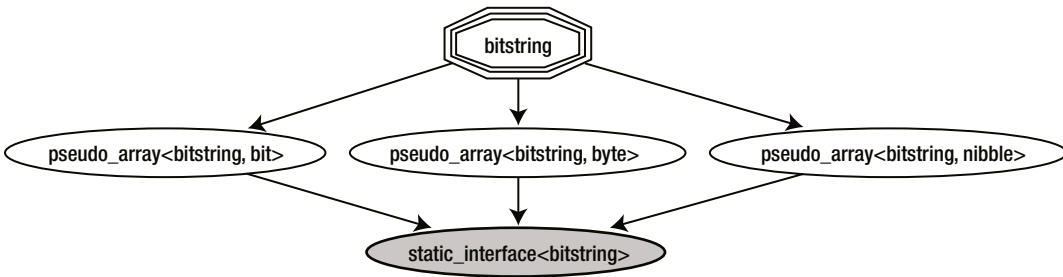 bitstring
pseudo_array<bitstring, bit>
pseudo_array<bitstring, byte>
pseudo_array<bitstring, nibble>
static_interface<bitstring>